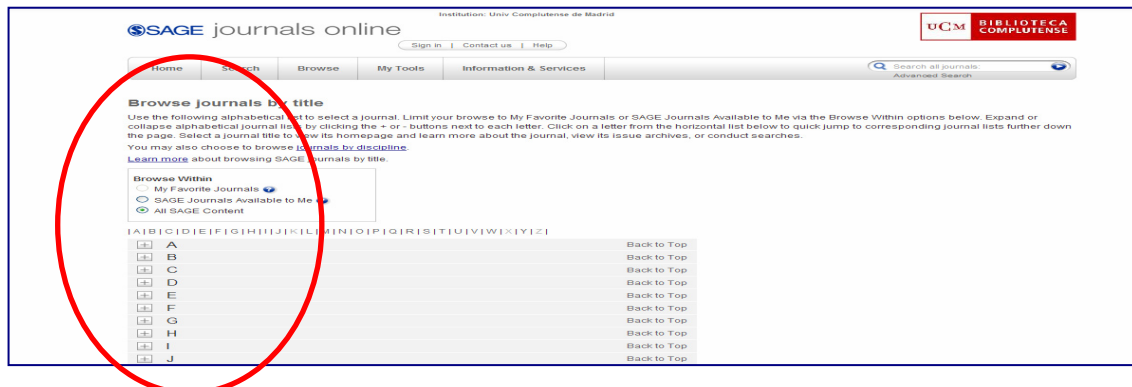 Institution: Univ Complutense de Madrid
SAGE journals online
Sign in | Contact us | Help
UCM BIBLIOTECA COMPLUTENSE
Home Search Browse My Tools Information & Services
Search all journals:
Advanced Search
Browse journals by title
Use the following alphabetical list to select a journal. Limit your browse to My Favorite Journals or SAGE Journals Available to Me via the Browse Within options below. Expand or
collapse alphabetical journal lists by clicking the + or - buttons next to each letter. Click on a letter from the horizontal list below to quick jump to corresponding journal lists further down
the page. Select a journal title to view its homepage and learn more about the journal, view its issue archives, or conduct searches.
You may also choose to browse journals by discipline.
Learn more about browsing SAGE journals by title.
Browse Within
My Favorite Journals ?
SAGE Journals Available to Me ?
All SAGE Content
|A|B|C|D|E|F|G|H|I|J|K|L|M|N|O|P|Q|R|S|T|U|V|W|X|Y|Z|
+ A Back to Top
+ B Back to Top
+ C Back to Top
+ D Back to Top
+ E Back to Top
+ F Back to Top
+ G Back to Top
+ H Back to Top
+ I Back to Top
+ J Back to Top